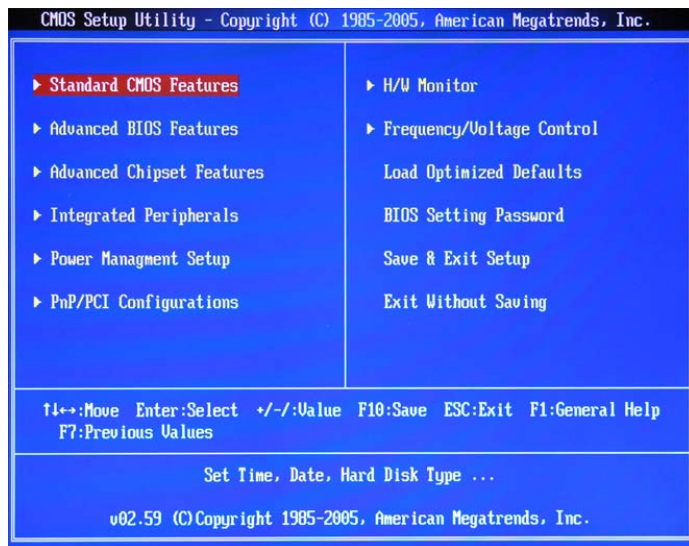 CMOS Setup Utility - Copyright (C) 1985-2005, American Megatrends, Inc.
▶ Standard CMOS Features
▶ Advanced BIOS Features
▶ Advanced Chipset Features
▶ Integrated Peripherals
▶ Power Managment Setup
▶ PnP/PCI Configurations
▶ H/W Monitor
▶ Frequency/Voltage Control
Load Optimized Defaults
BIOS Setting Password
Save & Exit Setup
Exit Without Saving
↑↓←→:Move Enter:Select +/-/:Value F10:Save ESC:Exit F1:General Help
F7:Previous Values
Set Time, Date, Hard Disk Type ...
v02.59 (C)Copyright 1985-2005, American Megatrends, Inc.